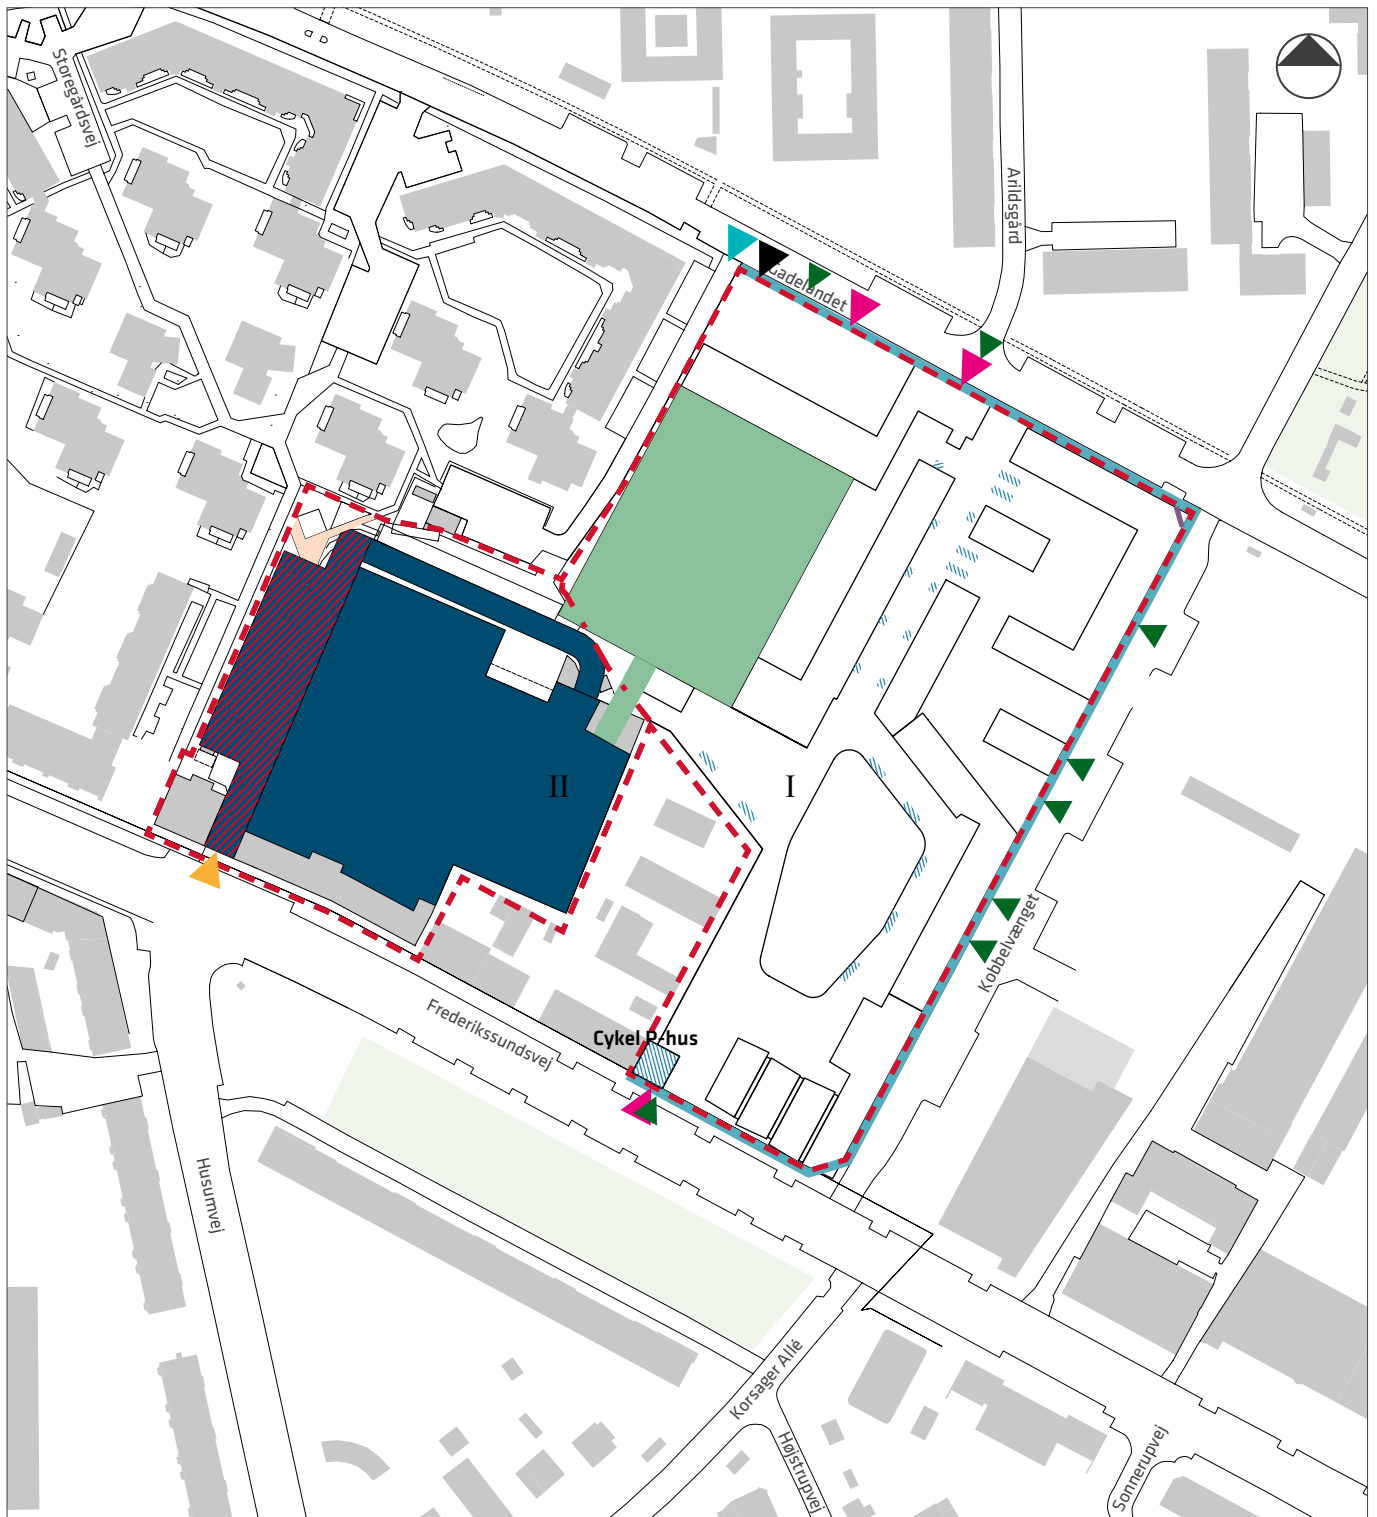 Storegårdsvej
Arildsgård
Gadelandet
II
I
Kobbelvænget
Frederikssundsvej
Cykel P-hus
Husumvej
Korsager Allé
Højstrupvej
Sonnerupvej